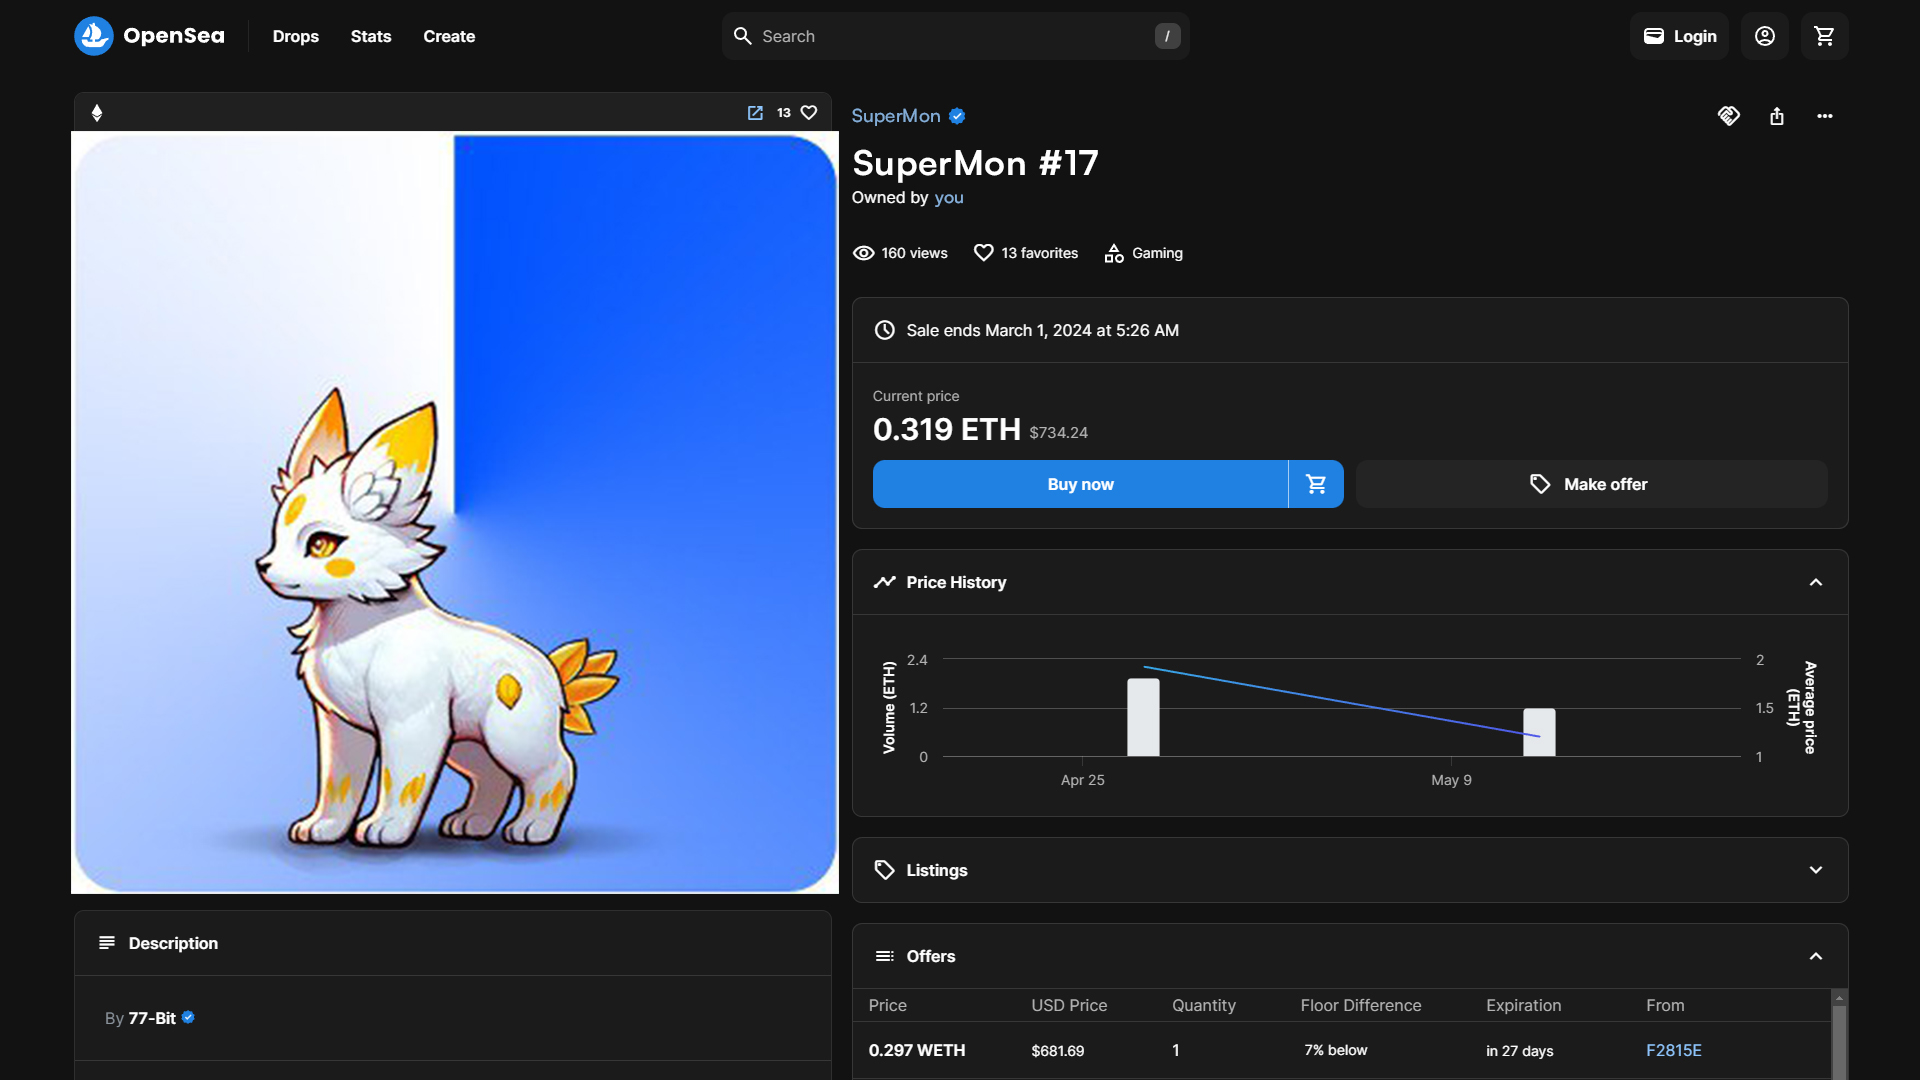 OpenSea
Drops
Stats
Create
Search
/
Login
13
SuperMon
SuperMon #17
Owned by you
160 views
13 favorites
Gaming
Sale ends March 1, 2024 at 5:26 AM
Current price
0.319 ETH $734.24
Buy now
Make offer
Price History
Volume (ETH)
2.4
1.2
0
2
1.5
1
Average price
(ETH)
Apr 25
May 9
Listings
Description
By 77-Bit
Offers
Price USD Price Quantity Floor Difference Expiration From
0.297 WETH $681.69 1 7% below in 27 days F2815E